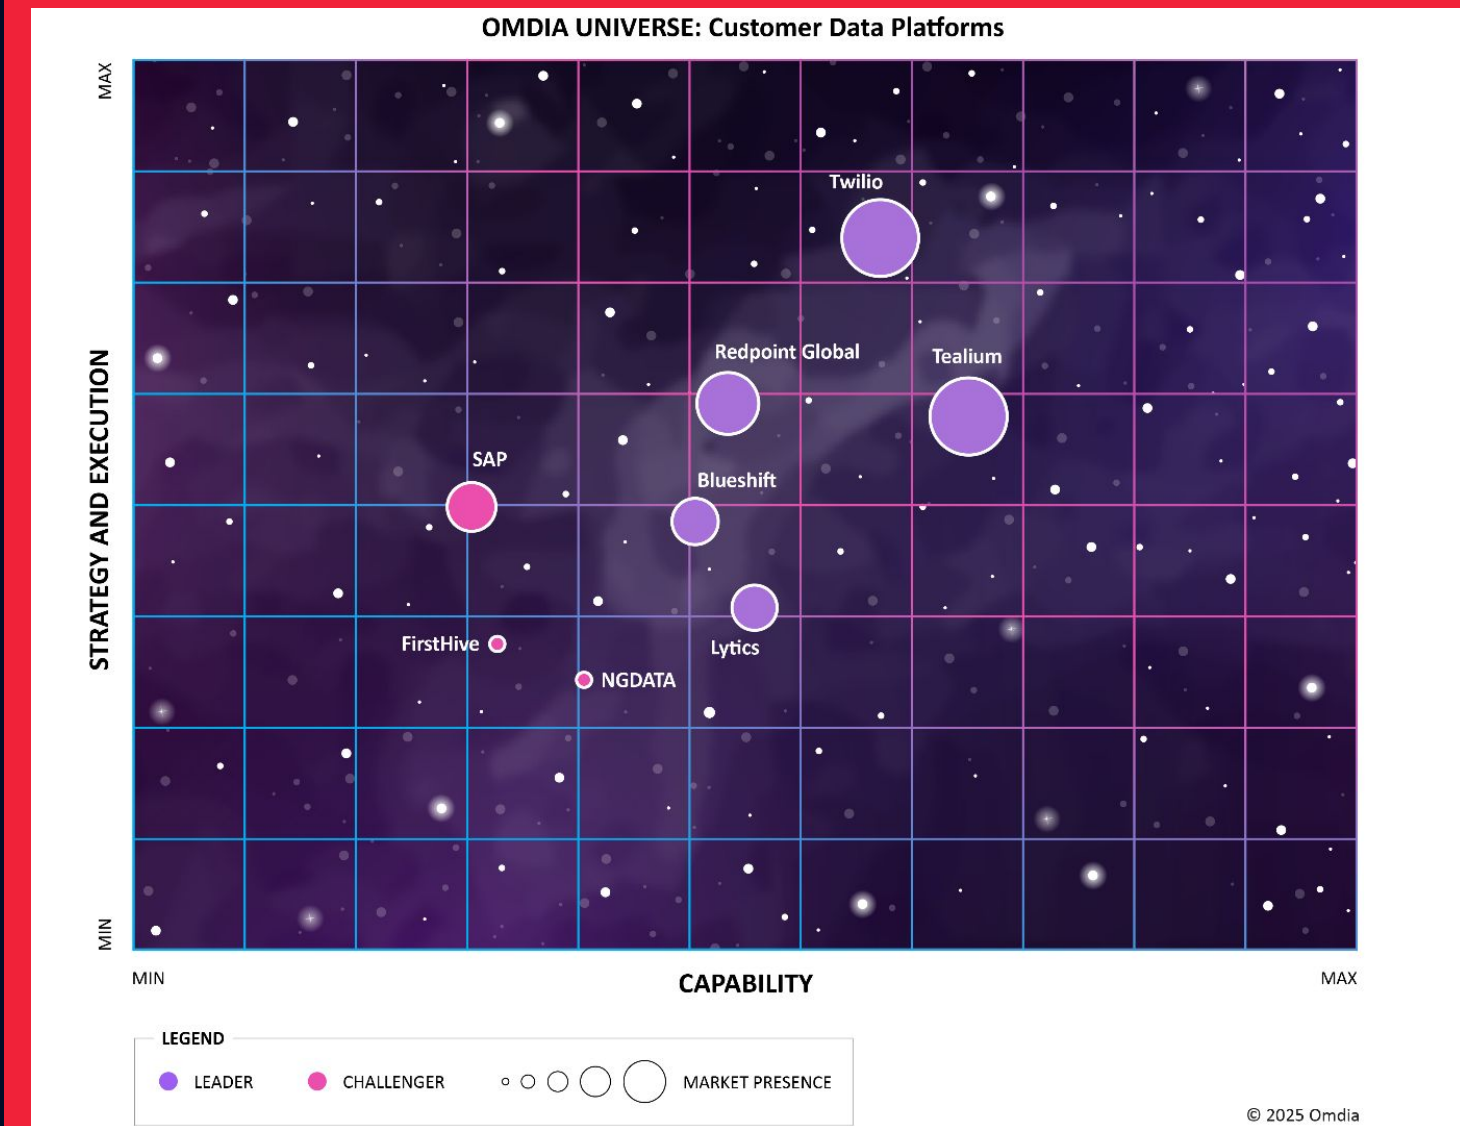 OMDIA UNIVERSE: Customer Data Platforms
MAX
STRATEGY AND EXECUTION
MIN
Twilio
Redpoint Global
Tealium
SAP
Blueshift
FirstHive
Lytics
NGDATA
MIN
CAPABILITY
MAX
LEGEND
LEADER
CHALLENGER
MARKET PRESENCE
© 2025 Omdia